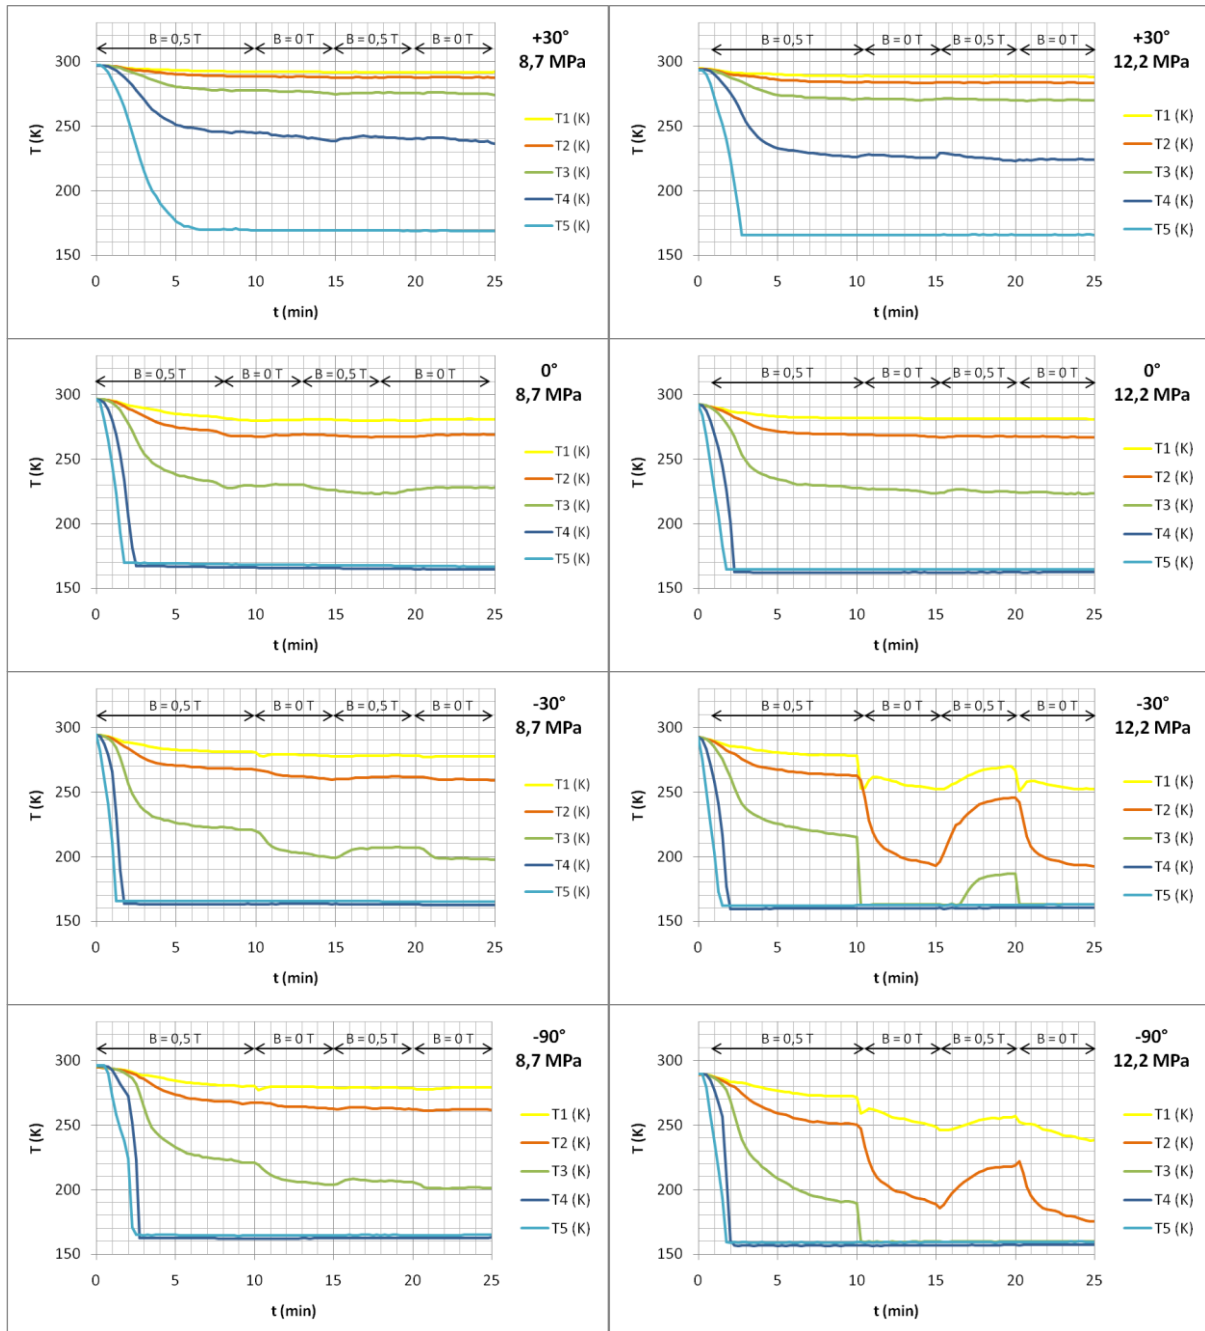 B = 0,5 T B = 0 T B = 0,5 T B = 0 T
+30°
8,7 MPa
T (K)
300
250
200
150
0 5 10 15 20 25
t (min)
T1 (K)
T2 (K)
T3 (K)
T4 (K)
T5 (K)
B = 0,5 T B = 0 T B = 0,5 T B = 0 T
+30°
12,2 MPa
T (K)
300
250
200
150
0 5 10 15 20 25
t (min)
T1 (K)
T2 (K)
T3 (K)
T4 (K)
T5 (K)
B = 0,5 T B = 0 T B = 0,5 T B = 0 T
0°
8,7 MPa
T (K)
300
250
200
150
0 5 10 15 20 25
t (min)
T1 (K)
T2 (K)
T3 (K)
T4 (K)
T5 (K)
B = 0,5 T B = 0 T B = 0,5 T B = 0 T
0°
12,2 MPa
T (K)
300
250
200
150
0 5 10 15 20 25
t (min)
T1 (K)
T2 (K)
T3 (K)
T4 (K)
T5 (K)
B = 0,5 T B = 0 T B = 0,5 T B = 0 T
-30°
8,7 MPa
T (K)
300
250
200
150
0 5 10 15 20 25
t (min)
T1 (K)
T2 (K)
T3 (K)
T4 (K)
T5 (K)
B = 0,5 T B = 0 T B = 0,5 T B = 0 T
-30°
12,2 MPa
T (K)
300
250
200
150
0 5 10 15 20 25
t (min)
T1 (K)
T2 (K)
T3 (K)
T4 (K)
T5 (K)
B = 0,5 T B = 0 T B = 0,5 T B = 0 T
-90°
8,7 MPa
T (K)
300
250
200
150
0 5 10 15 20 25
t (min)
T1 (K)
T2 (K)
T3 (K)
T4 (K)
T5 (K)
B = 0,5 T B = 0 T B = 0,5 T B = 0 T
-90°
12,2 MPa
T (K)
300
250
200
150
0 5 10 15 20 25
t (min)
T1 (K)
T2 (K)
T3 (K)
T4 (K)
T5 (K)